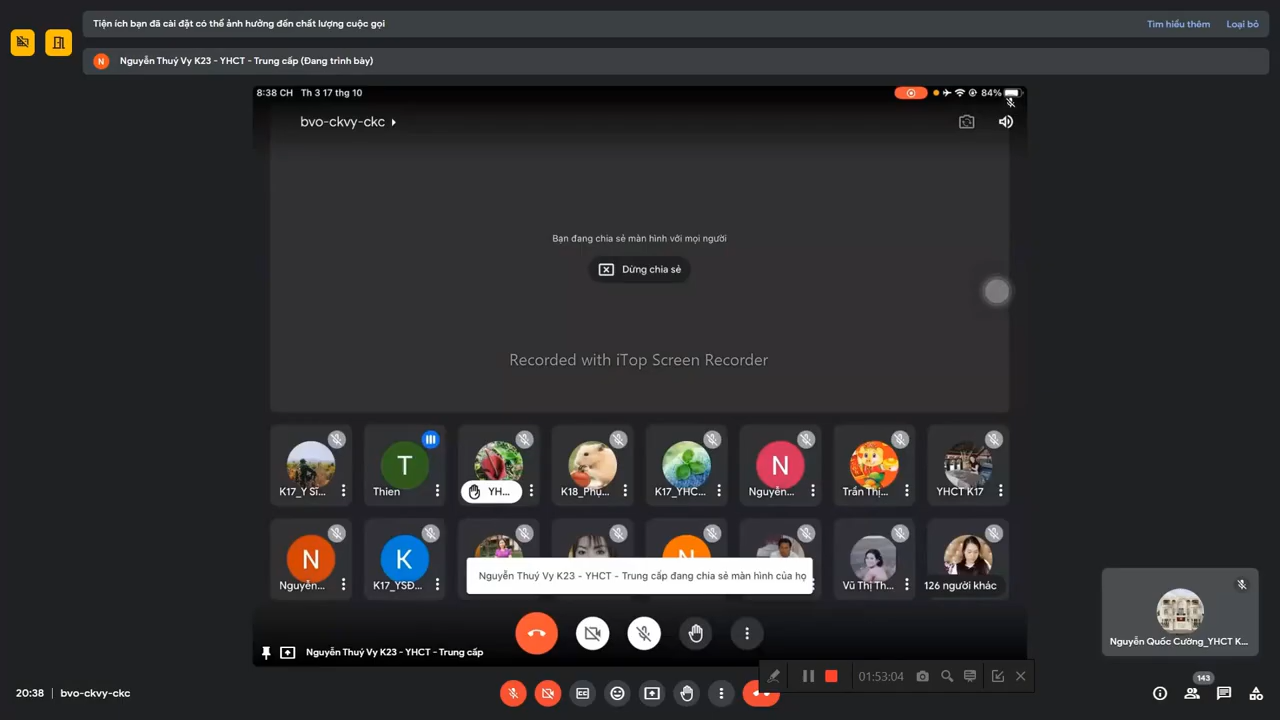 Tiện ích bạn đã cài đặt có thể ảnh hưởng đến chất lượng cuộc gọi
Tìm hiểu thêm
Loại bỏ
N
Nguyễn Thuý Vy K23 - YHCT - Trung cấp (Đang trình bày)
8:38 CH Th 3 17 thg 10
84%
bvo-ckvy-ckc
Bạn đang chia sẻ màn hình với mọi người
Dừng chia sẻ
Recorded with iTop Screen Recorder
T
N
K17_Y Sĩ...
Thien
YH...
K18_Phụ...
K17_YHC...
Nguyễn...
Trần Thị...
YHCT K17
N
K
N
Nguyễn...
K17_YSĐ...
Nguyễn Thuý Vy K23 - YHCT - Trung cấp đang chia sẻ màn hình của họ
Vũ Thị Th...
126 người khác
Nguyễn Quốc Cường_YHCT K...
Nguyễn Thuý Vy K23 - YHCT - Trung cấp
01:53:04
20:38
bvo-ckvy-ckc
143